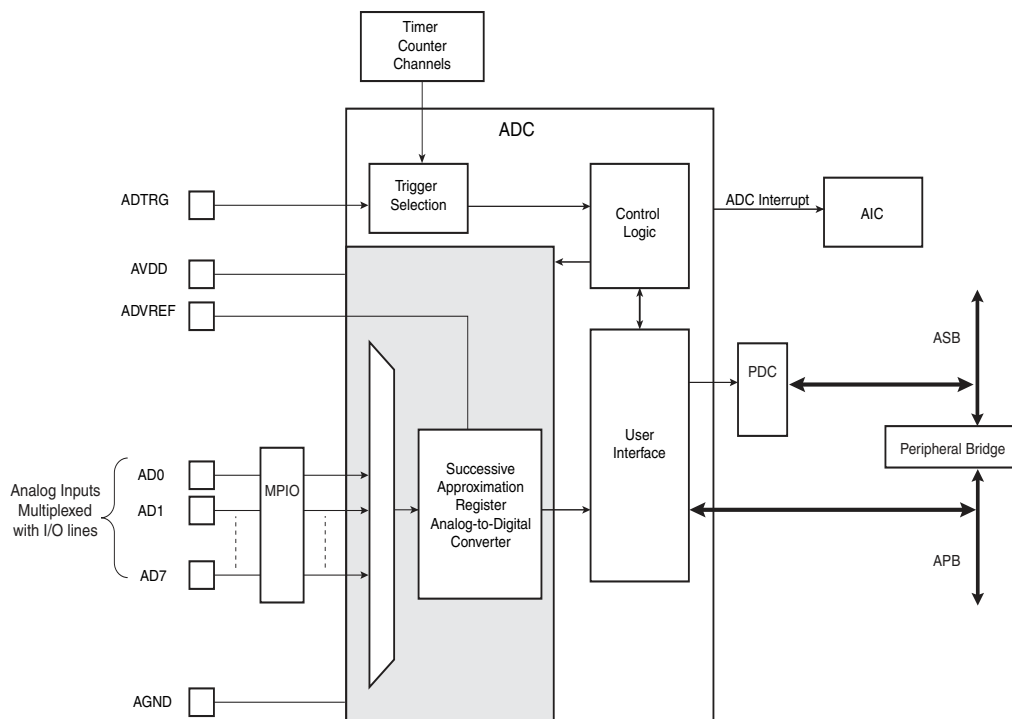 Timer
Counter
Channels
ADC
ADTRG
Trigger
Selection
Control
Logic
ADC Interrupt
AIC
AVDD
ADVREF
ASB
PDC
User
Interface
Peripheral Bridge
Analog Inputs
Multiplexed
with I/O lines
AD0
AD1
AD7
MPIO
Successive
Approximation
Register
Analog-to-Digital
Converter
APB
AGND